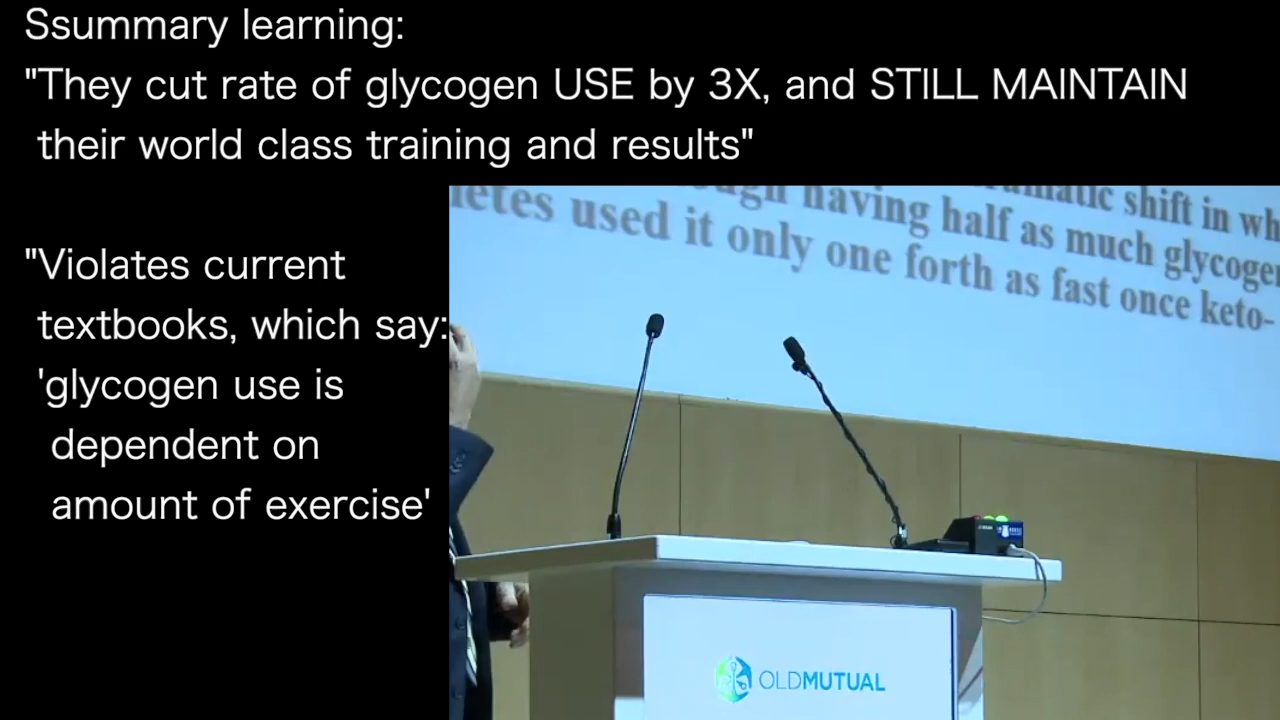 Ssummary learning:
"They cut rate of glycogen USE by 3X, and STILL MAINTAIN
their world class training and results"
"Violates current
textbooks, which say:
'glycogen use is
dependent on
amount of exercise'
shift in
having half as much
used it only one forth as fast once keto-
OLDMUTUAL